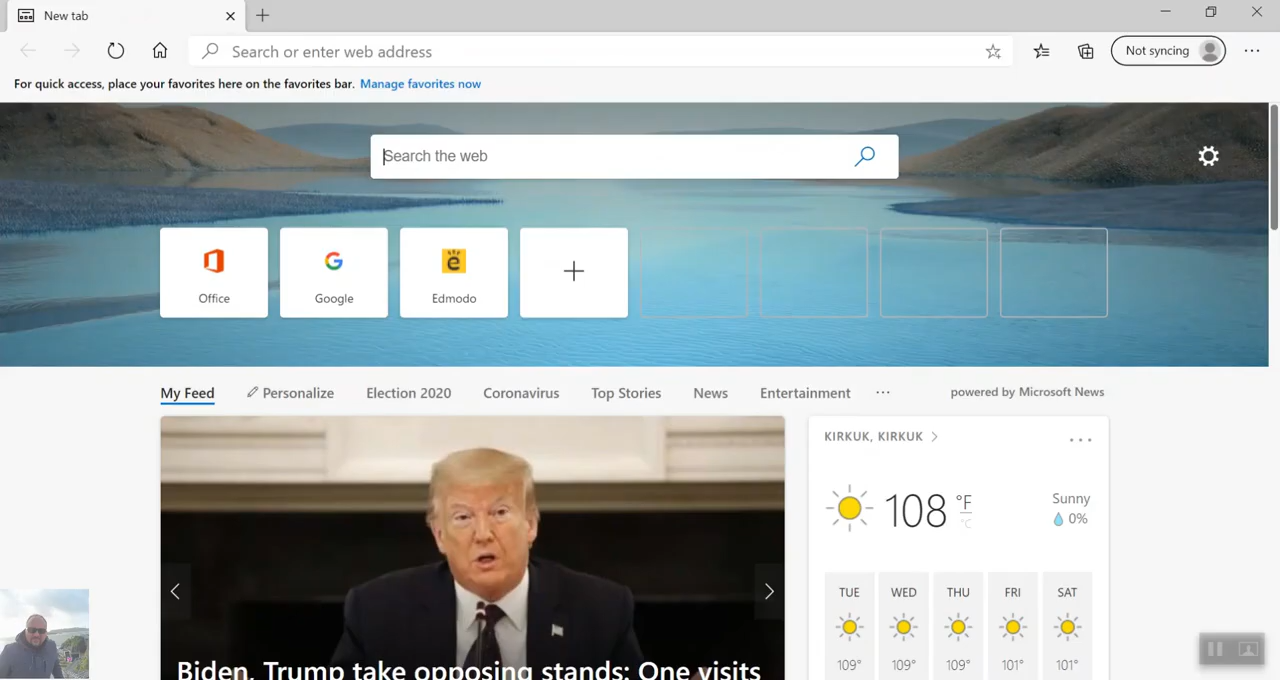 New tab
Search or enter web address
Not syncing
For quick access, place your favorites here on the favorites bar. Manage favorites now
Search the web
Office
Google
Edmodo
My Feed
Personalize
Election 2020
Coronavirus
Top Stories
News
Entertainment
powered by Microsoft News
KIRKUK, KIRKUK
108 °F
°C
Sunny
0%
TUE WED THU FRI SAT
109° 109° 109° 101° 101°
Biden, Trump take opposing stands: One visits